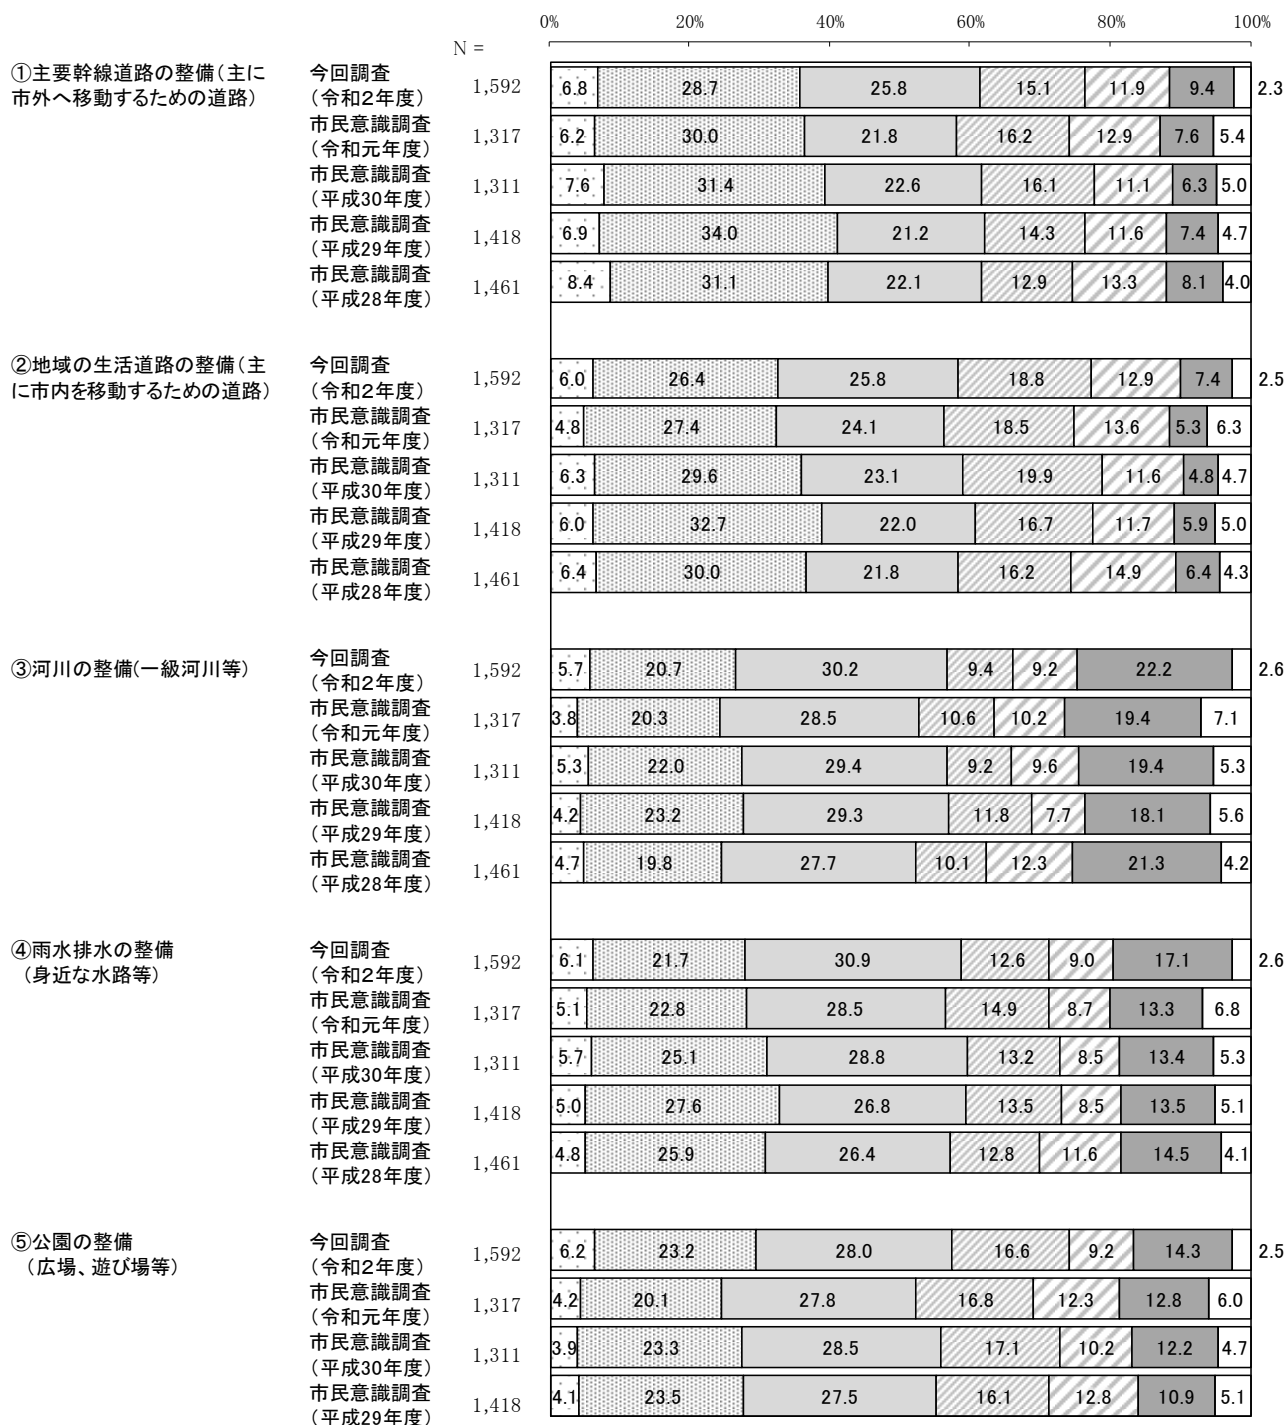 0% 20% 40% 60% 80% 100%
N =
①主要幹線道路の整備（主に
市外へ移動するための道路）
今回調査
（令和2年度） 1,592 6.8 28.7 25.8 15.1 11.9 9.4 2.3
市民意識調査
（令和元年度） 1,317 6.2 30.0 21.8 16.2 12.9 7.6 5.4
市民意識調査
（平成30年度） 1,311 7.6 31.4 22.6 16.1 11.1 6.3 5.0
市民意識調査
（平成29年度） 1,418 6.9 34.0 21.2 14.3 11.6 7.4 4.7
市民意識調査
（平成28年度） 1,461 8.4 31.1 22.1 12.9 13.3 8.1 4.0
②地域の生活道路の整備（主
に市内を移動するための道路）
今回調査
（令和2年度） 1,592 6.0 26.4 25.8 18.8 12.9 7.4 2.5
市民意識調査
（令和元年度） 1,317 4.8 27.4 24.1 18.5 13.6 5.3 6.3
市民意識調査
（平成30年度） 1,311 6.3 29.6 23.1 19.9 11.6 4.8 4.7
市民意識調査
（平成29年度） 1,418 6.0 32.7 22.0 16.7 11.7 5.9 5.0
市民意識調査
（平成28年度） 1,461 6.4 30.0 21.8 16.2 14.9 6.4 4.3
③河川の整備(一級河川等)
今回調査
（令和2年度） 1,592 5.7 20.7 30.2 9.4 9.2 22.2 2.6
市民意識調査
（令和元年度） 1,317 3.8 20.3 28.5 10.6 10.2 19.4 7.1
市民意識調査
（平成30年度） 1,311 5.3 22.0 29.4 9.2 9.6 19.4 5.3
市民意識調査
（平成29年度） 1,418 4.2 23.2 29.3 11.8 7.7 18.1 5.6
市民意識調査
（平成28年度） 1,461 4.7 19.8 27.7 10.1 12.3 21.3 4.2
④雨水排水の整備
（身近な水路等）
今回調査
（令和2年度） 1,592 6.1 21.7 30.9 12.6 9.0 17.1 2.6
市民意識調査
（令和元年度） 1,317 5.1 22.8 28.5 14.9 8.7 13.3 6.8
市民意識調査
（平成30年度） 1,311 5.7 25.1 28.8 13.2 8.5 13.4 5.3
市民意識調査
（平成29年度） 1,418 5.0 27.6 26.8 13.5 8.5 13.5 5.1
市民意識調査
（平成28年度） 1,461 4.8 25.9 26.4 12.8 11.6 14.5 4.1
⑤公園の整備
（広場、遊び場等）
今回調査
（令和2年度） 1,592 6.2 23.2 28.0 16.6 9.2 14.3 2.5
市民意識調査
（令和元年度） 1,317 4.2 20.1 27.8 16.8 12.3 12.8 6.0
市民意識調査
（平成30年度） 1,311 3.9 23.3 28.5 17.1 10.2 12.2 4.7
市民意識調査
（平成29年度） 1,418 4.1 23.5 27.5 16.1 12.8 10.9 5.1